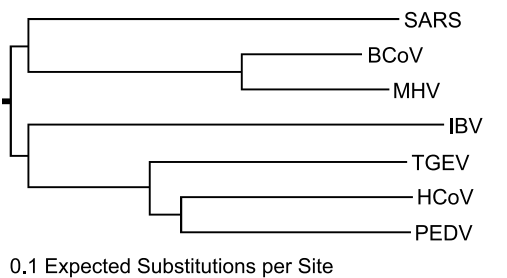 SARS
BCoV
MHV
IBV
TGEV
HCoV
PEDV
0.1 Expected Substitutions per Site